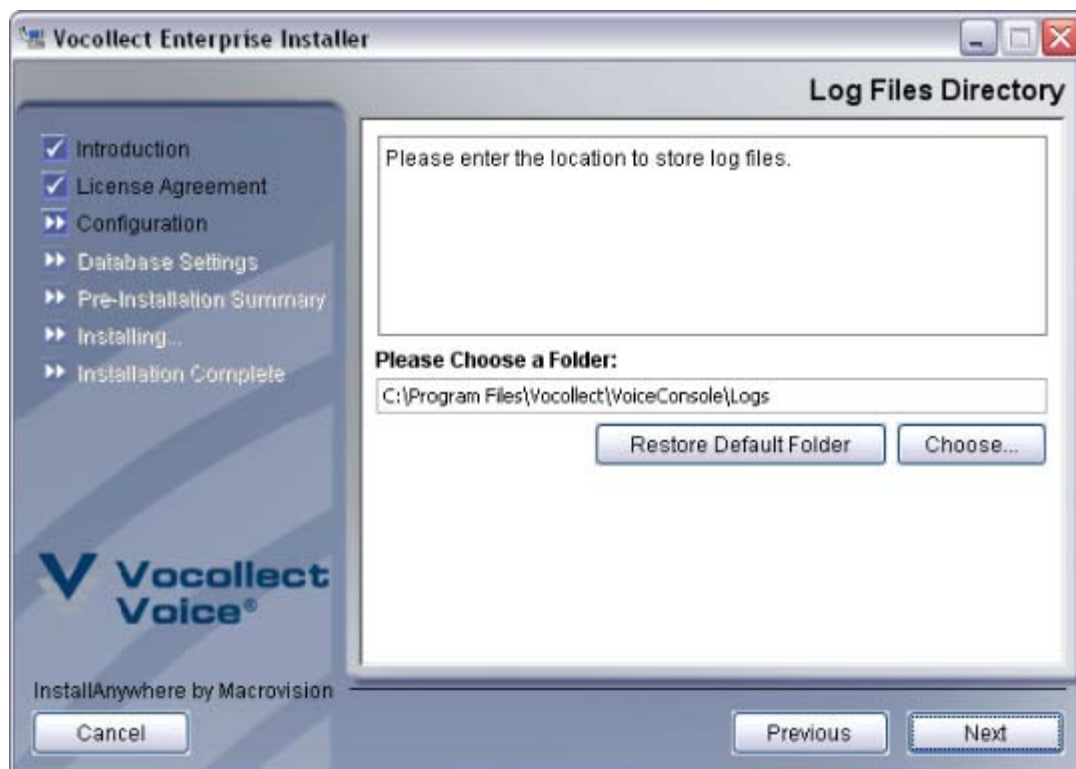 Vocollect Enterprise Installer
Log Files Directory
Introduction
License Agreement
Configuration
Database Settings
Pre-Installation Summary
Installing...
Installation Complete
Please enter the location to store log files.
Please Choose a Folder:
C:\Program Files\Vocollect\VoiceConsole\Logs
Restore Default Folder
Choose...
Vocollect
Voice®
InstallAnywhere by Macrovision
Cancel
Previous
Next